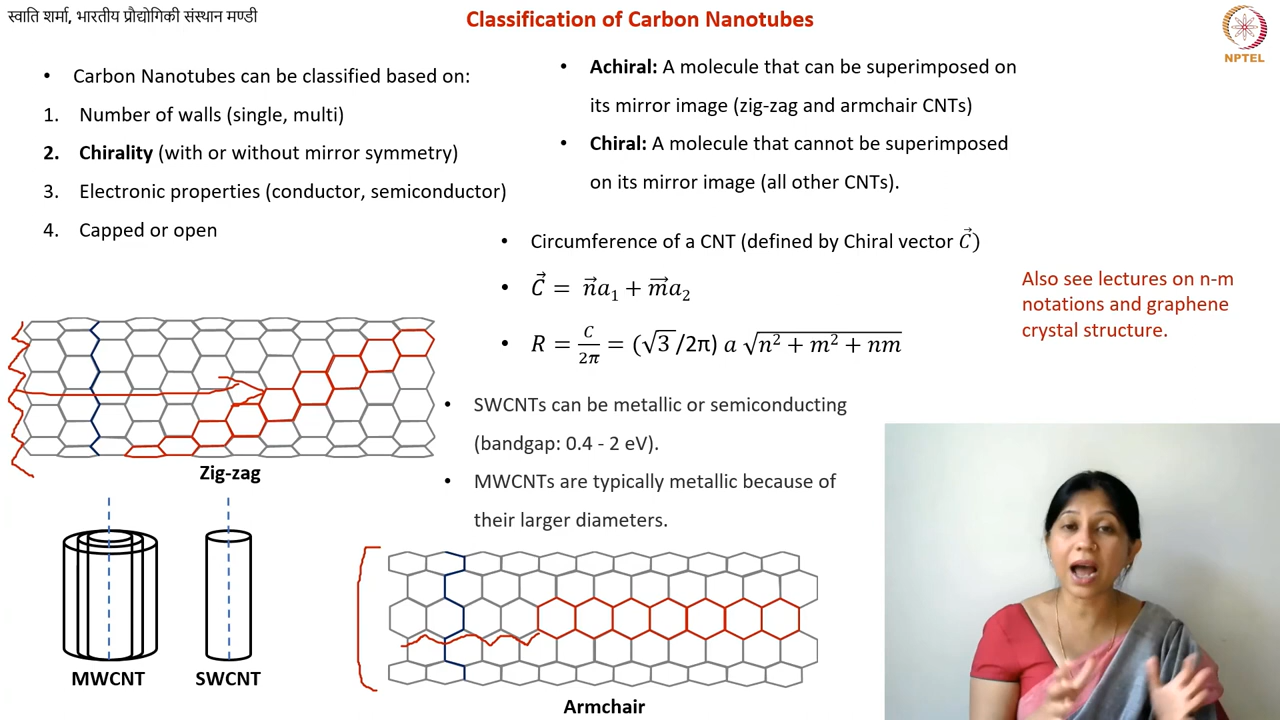 स्वाति शर्मा, भारतीय प्रौद्योगिकी संस्थान मण्डी
Classification of Carbon Nanotubes
NPTEL
• Carbon Nanotubes can be classified based on:
1. Number of walls (single, multi)
2. Chirality (with or without mirror symmetry)
3. Electronic properties (conductor, semiconductor)
4. Capped or open
• Achiral: A molecule that can be superimposed on
its mirror image (zig-zag and armchair CNTs)
• Chiral: A molecule that cannot be superimposed
on its mirror image (all other CNTs).
• Circumference of a CNT (defined by Chiral vector C⃗)
• C⃗ = n⃗a₁ + m⃗a₂
• R = C/2π = (√3/2π) a √(n² + m² + nm)
Also see lectures on n-m
notations and graphene
crystal structure.
• SWCNTs can be metallic or semiconducting
(bandgap: 0.4 - 2 eV).
• MWCNTs are typically metallic because of
their larger diameters.
Zig-zag
MWCNT
SWCNT
Armchair